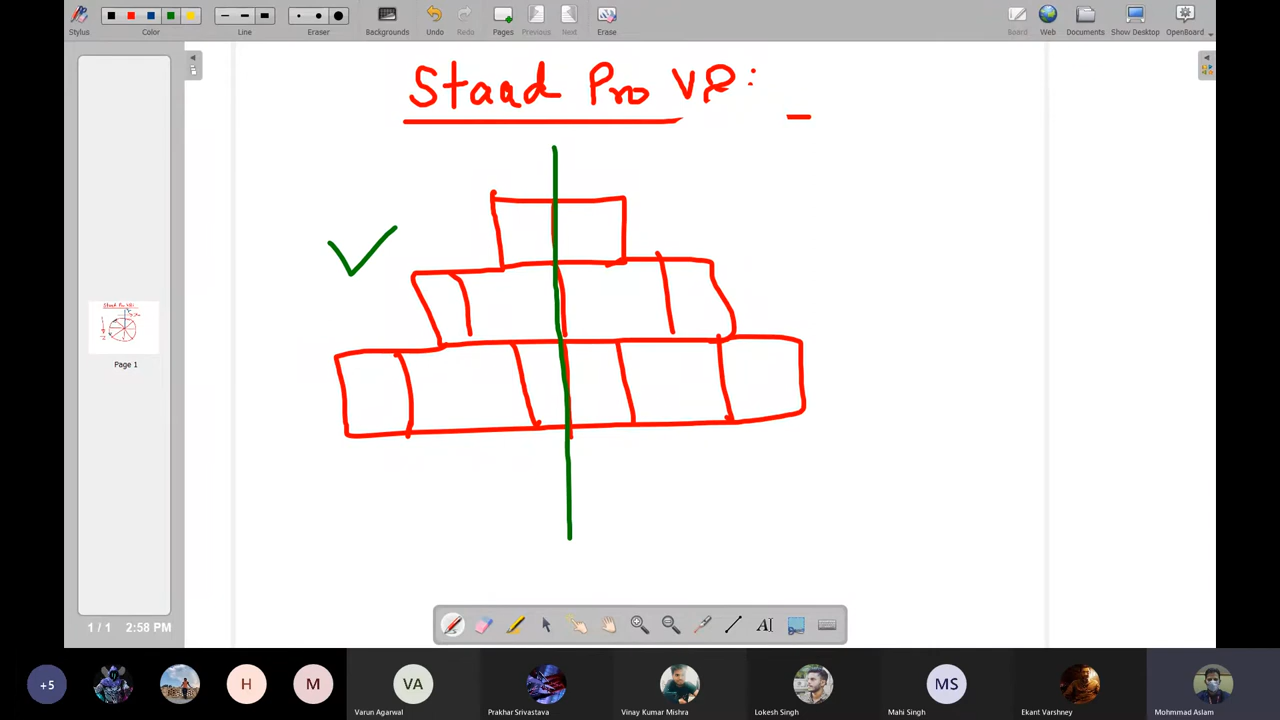 Stylus
Color
Line
Eraser
Backgrounds
Undo
Redo
Pages
Previous
Next
Erase
Board
Web
Documents
Show Desktop
OpenBoard
Staad Pro V8:
Page 1
1 / 1 2:58 PM
+5
H
M
VA
MS
Varun Agarwal
Prakhar Srivastava
Vinay Kumar Mishra
Lokesh Singh
Mahi Singh
Ekant Varshney
Mohmmad Aslam